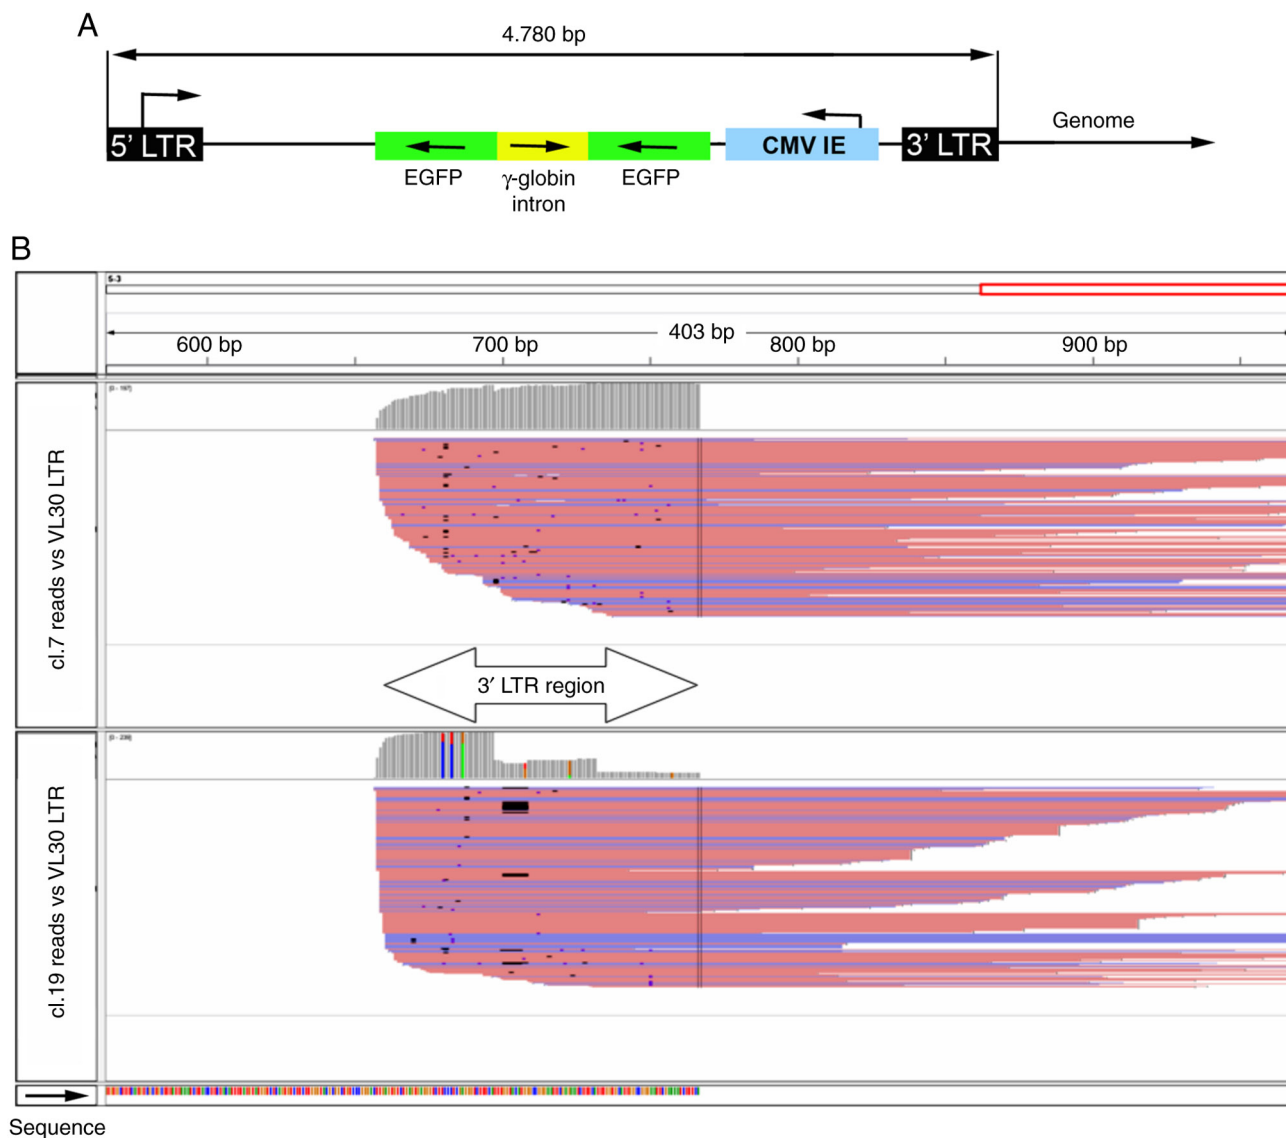 A
4.780 bp
5' LTR
CMV IE
3' LTR
Genome
EGFP
γ-globin
intron
EGFP
B
S-3
403 bp
600 bp
700 bp
800 bp
900 bp
cl.7 reads vs VL30 LTR
3′ LTR region
cl.19 reads vs VL30 LTR
Sequence